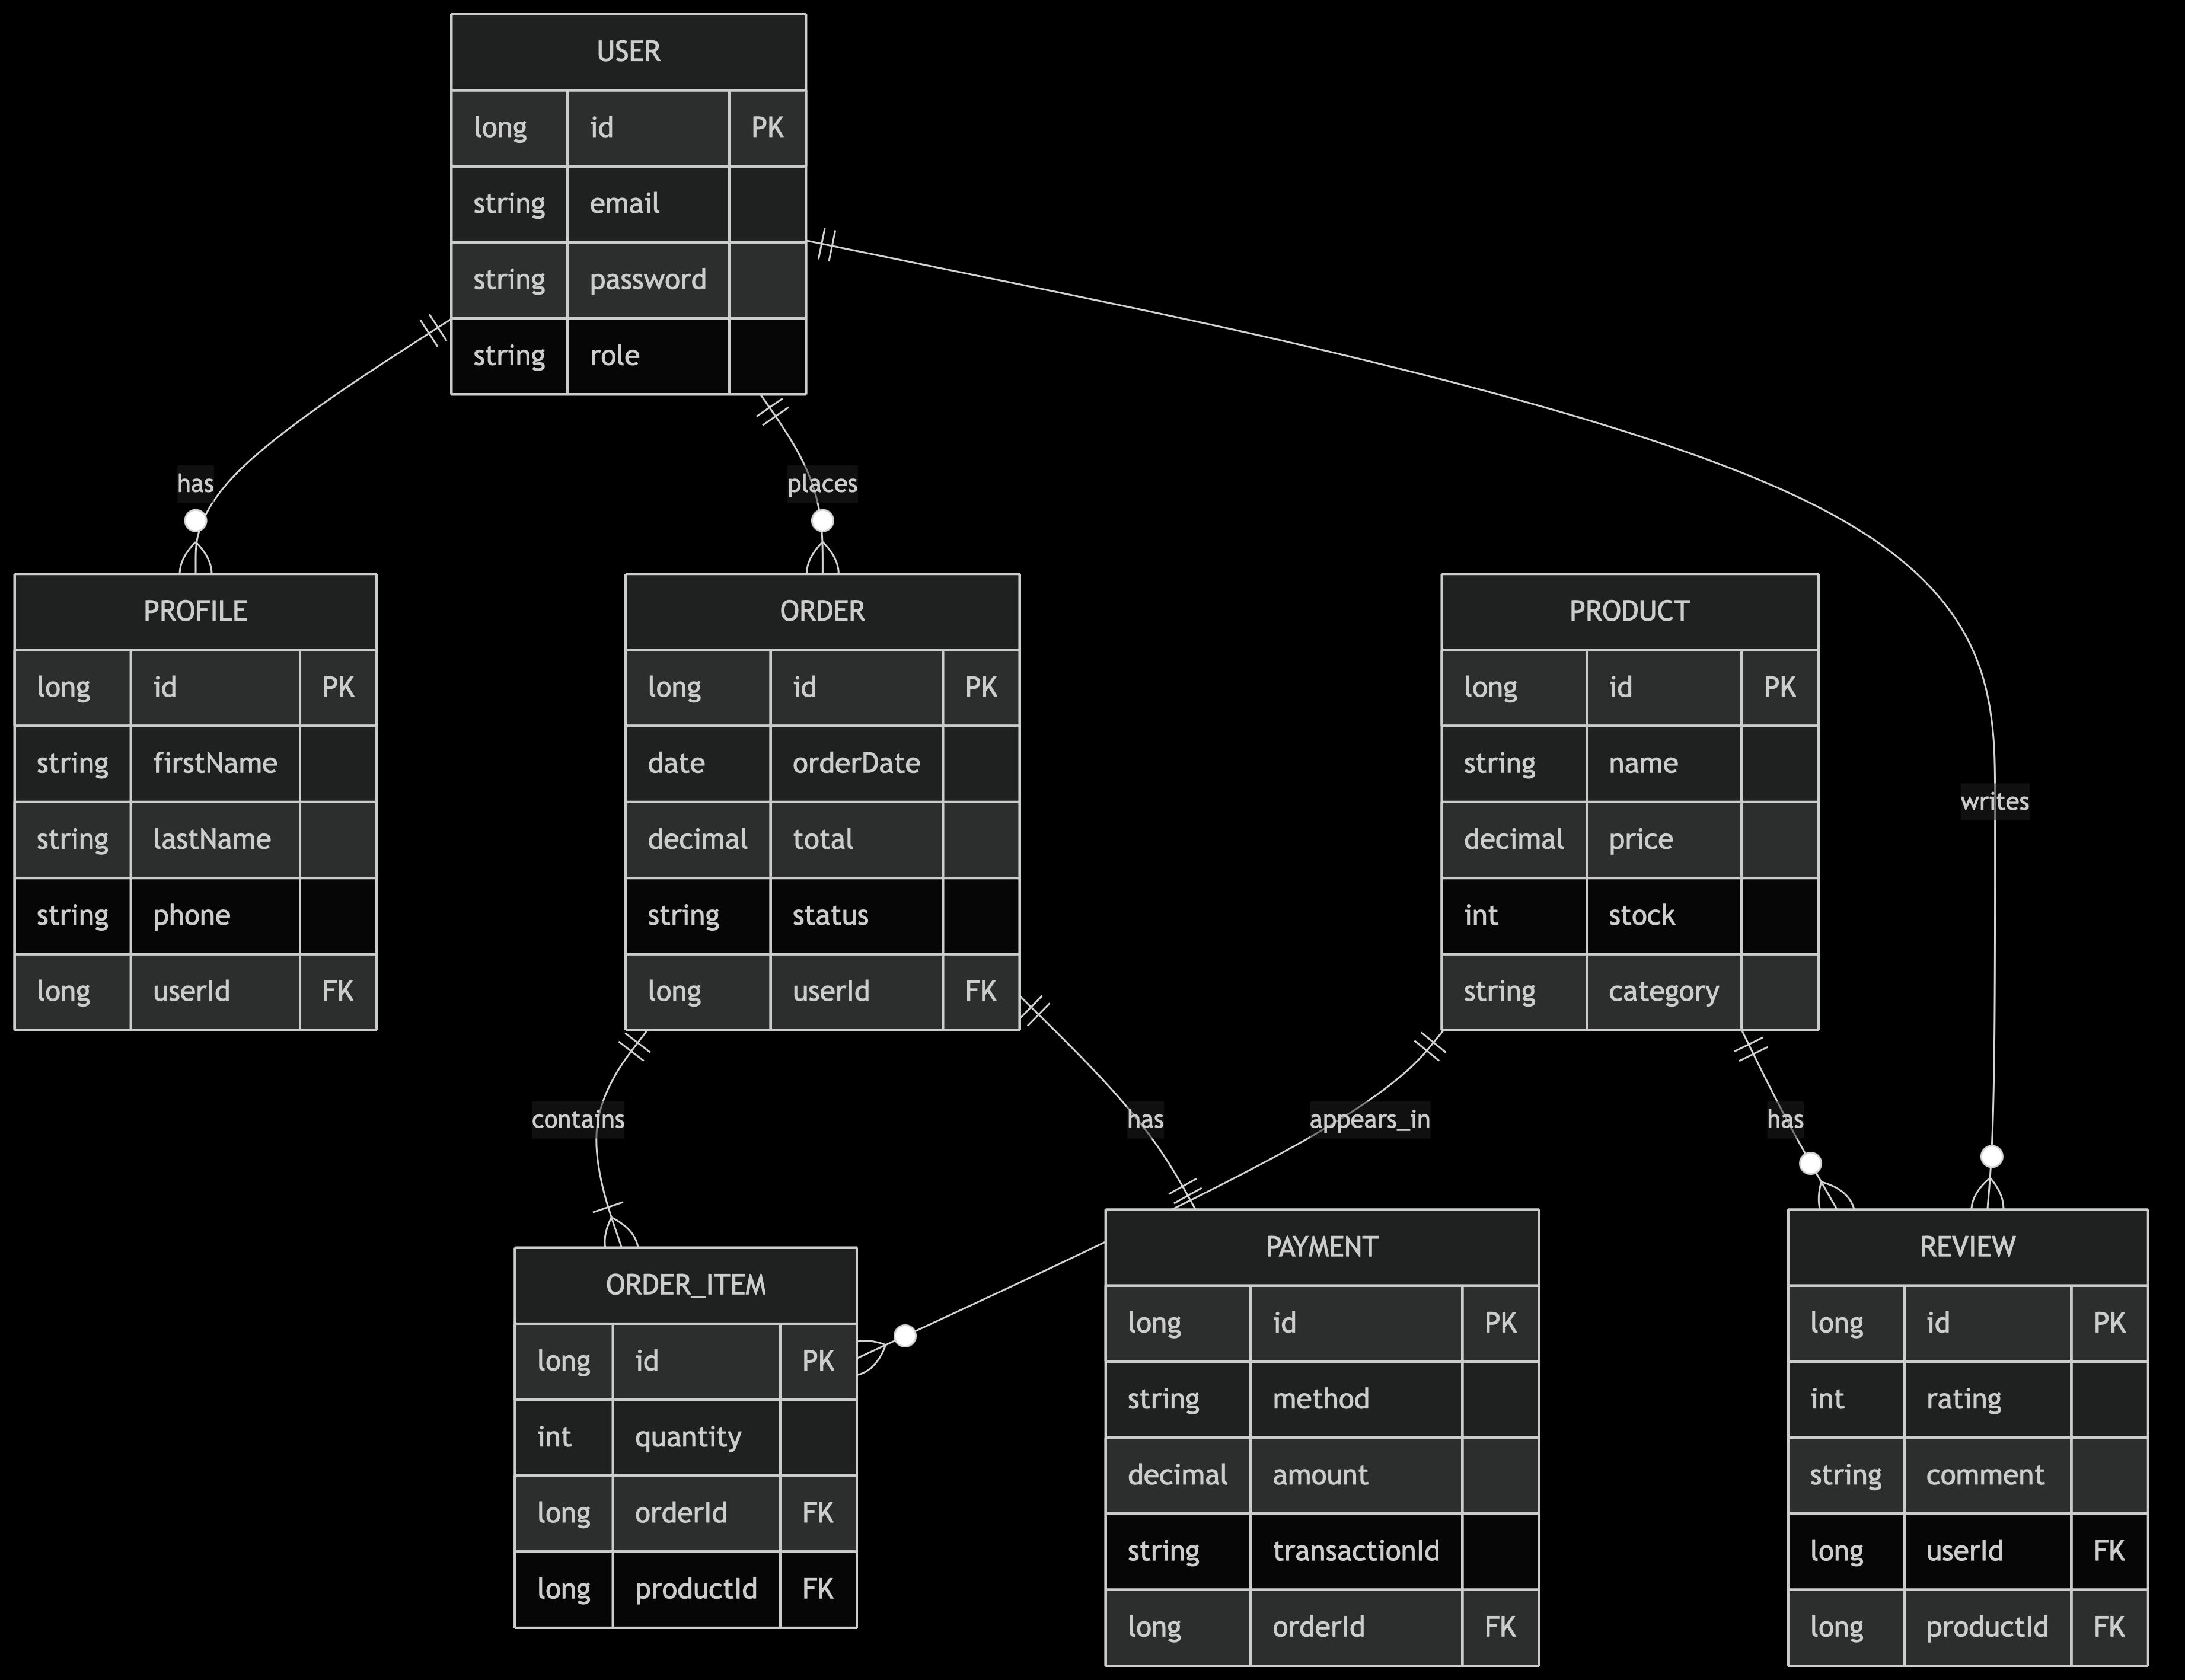 USER
long id PK
string email
string password
string role
has
places
PROFILE
long id PK
string firstName
string lastName
string phone
long userId FK
ORDER
long id PK
date orderDate
decimal total
string status
long userId FK
PRODUCT
long id PK
string name
decimal price
int stock
string category
writes
contains
has
appears_in
has
ORDER_ITEM
long id PK
int quantity
long orderId FK
long productId FK
PAYMENT
long id PK
string method
decimal amount
string transactionId
long orderId FK
REVIEW
long id PK
int rating
string comment
long userId FK
long productId FK